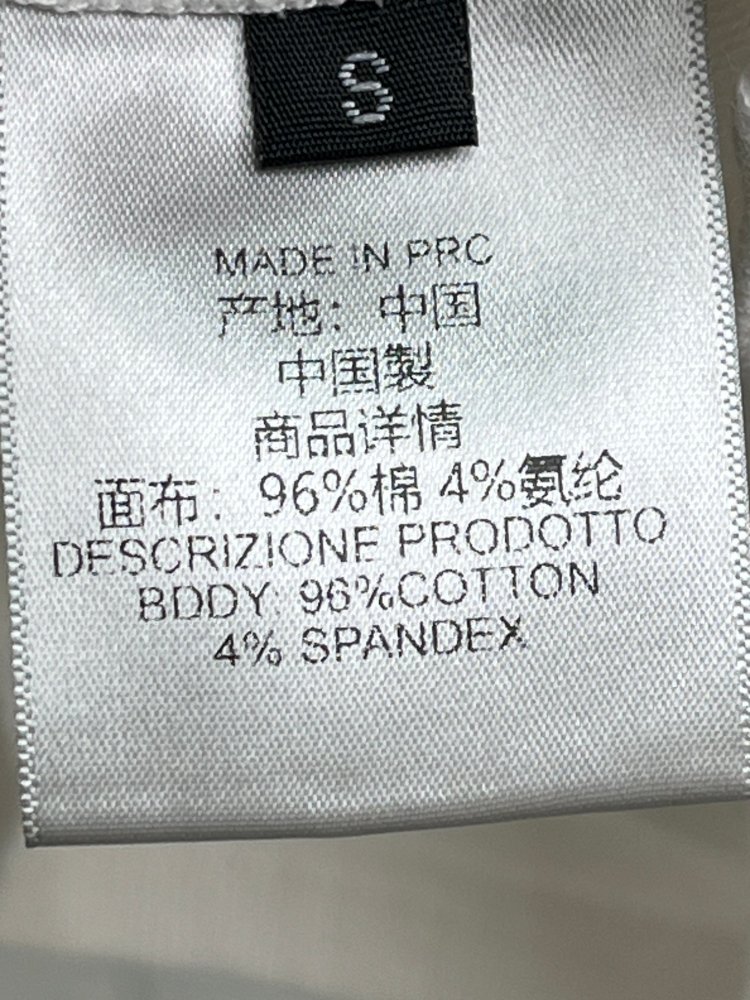 S
MADE IN PRC
产地：中国
中国製
商品详情
面布：96%棉 4%氨纶
DESCRIZIONE PRODOTTO
BDDY: 96%COTTON
4% SPANDEX